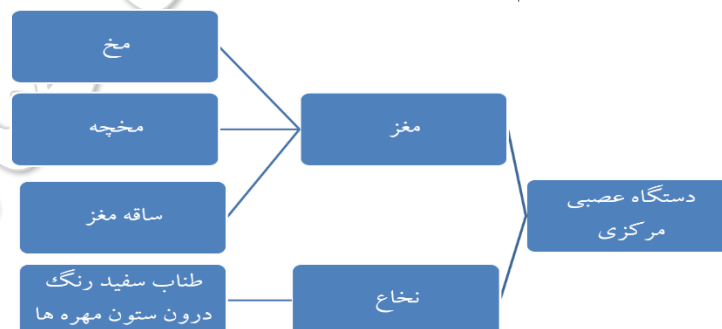 دستگاه عصبی
مرکزی
مغز
مخ
مخچه
ساقه مغز
نخاع
طناب سفید رنگ
درون ستون مهره ها